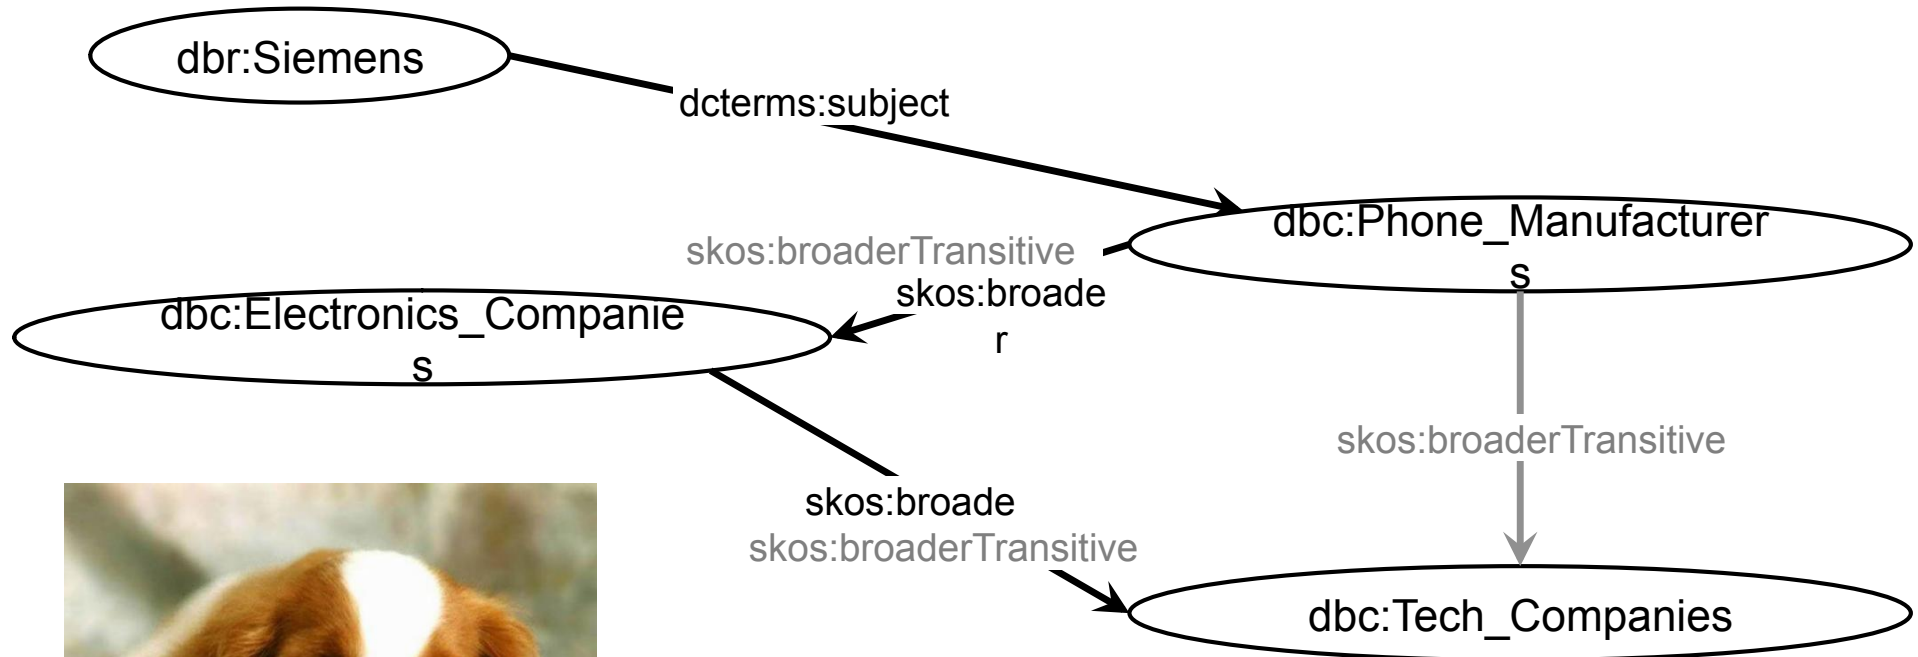 dbr:Siemens
dcterms:subject
dbc:Phone_Manufacturer
s
skos:broaderTransitive
skos:broade
r
dbc:Electronics_Companie
s
skos:broaderTransitive
skos:broade
skos:broaderTransitive
dbc:Tech_Companies